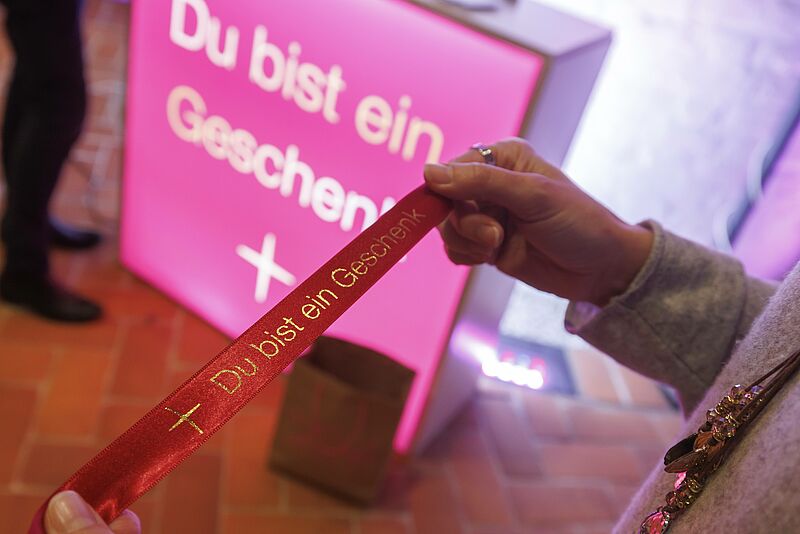 Du bist ein
Geschenk
Du bist ein Geschenk